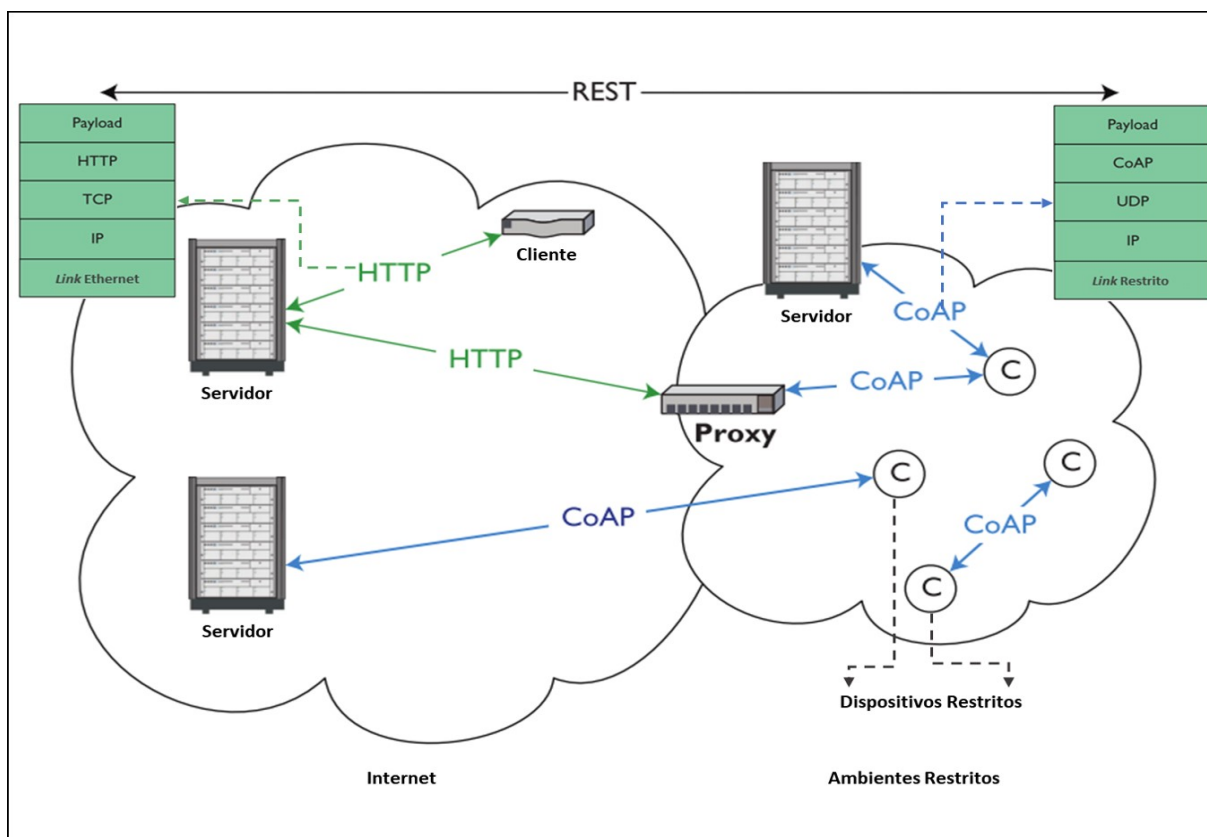 REST
Payload
HTTP
TCP
IP
Link Ethernet
Payload
CoAP
UDP
IP
Link Restrito
Cliente
HTTP
Servidor
HTTP
Servidor
CoAP
CoAP
C
Proxy
C
C
CoAP
CoAP
C
Servidor
Dispositivos Restritos
Internet
Ambientes Restritos